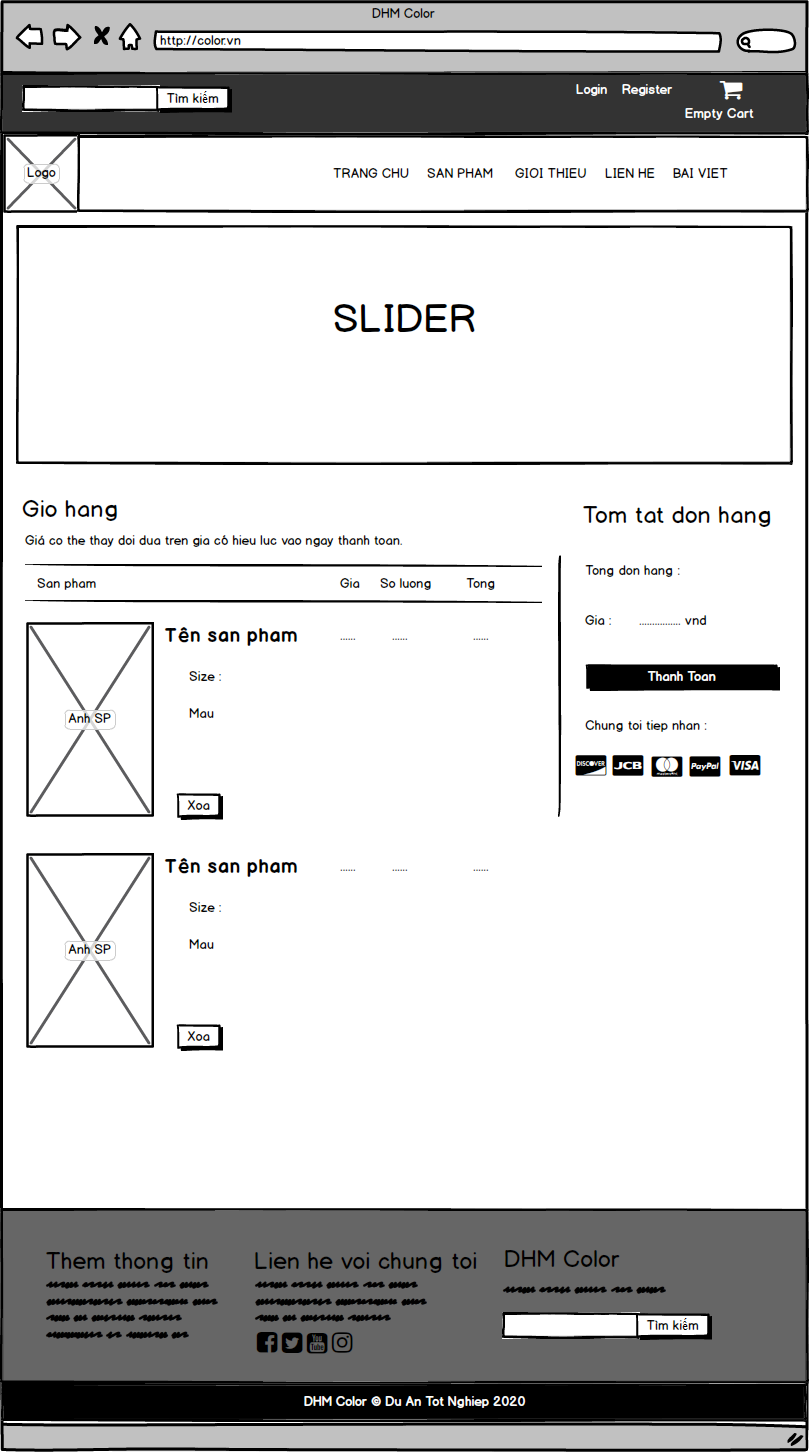 DHM Color
http://color.vn
Tìm kiếm
Login Register
Empty Cart
Logo
TRANG CHU SAN PHAM GIOI THIEU LIEN HE BAI VIET
SLIDER
Gio hang
Giá co the thay doi dua tren gia có hieu luc vao ngay thanh toan.
San pham Gia So luong Tong
Tên san pham ...... ...... ......
Size :
Mau
Anh SP
Xoa
Tên san pham ...... ...... ......
Size :
Mau
Anh SP
Xoa
Tom tat don hang
Tong don hang :
Gia : ................ vnd
Thanh Toan
Chung toi tiep nhan :
DISCOVER JCB MasterCard PayPal VISA
Them thong tin
Lien he voi chung toi
You Tube
DHM Color
Tìm kiếm
DHM Color © Du An Tot Nghiep 2020